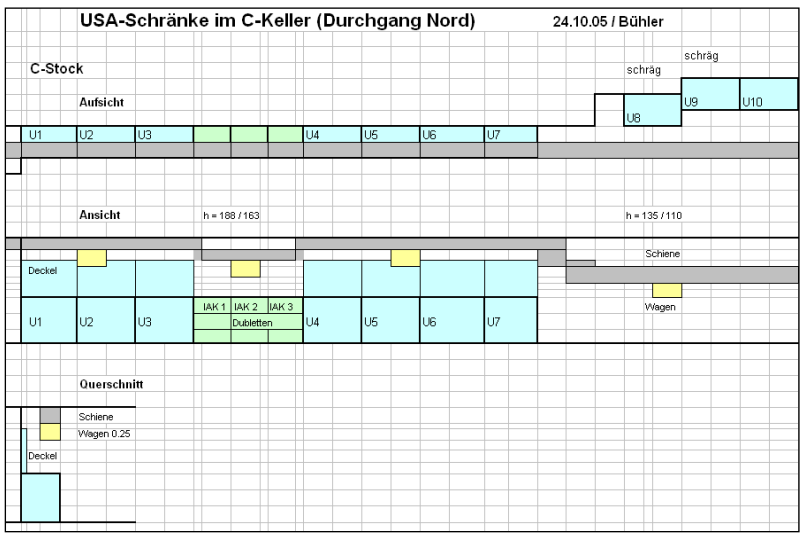 USA-Schränke im C-Keller (Durchgang Nord) 24.10.05 / Bühler
schräg
C-Stock schräg
Aufsicht U9 U10
U8
U1 U2 U3 U4 U5 U6 U7
Ansicht h = 188 / 163 h = 135 / 110
Schiene
Deckel
IAK 1 IAK 2 IAK 3 Wagen
U1 U2 U3 Dubletten U4 U5 U6 U7
Querschnitt
Schiene
Wagen 0.25
Deckel